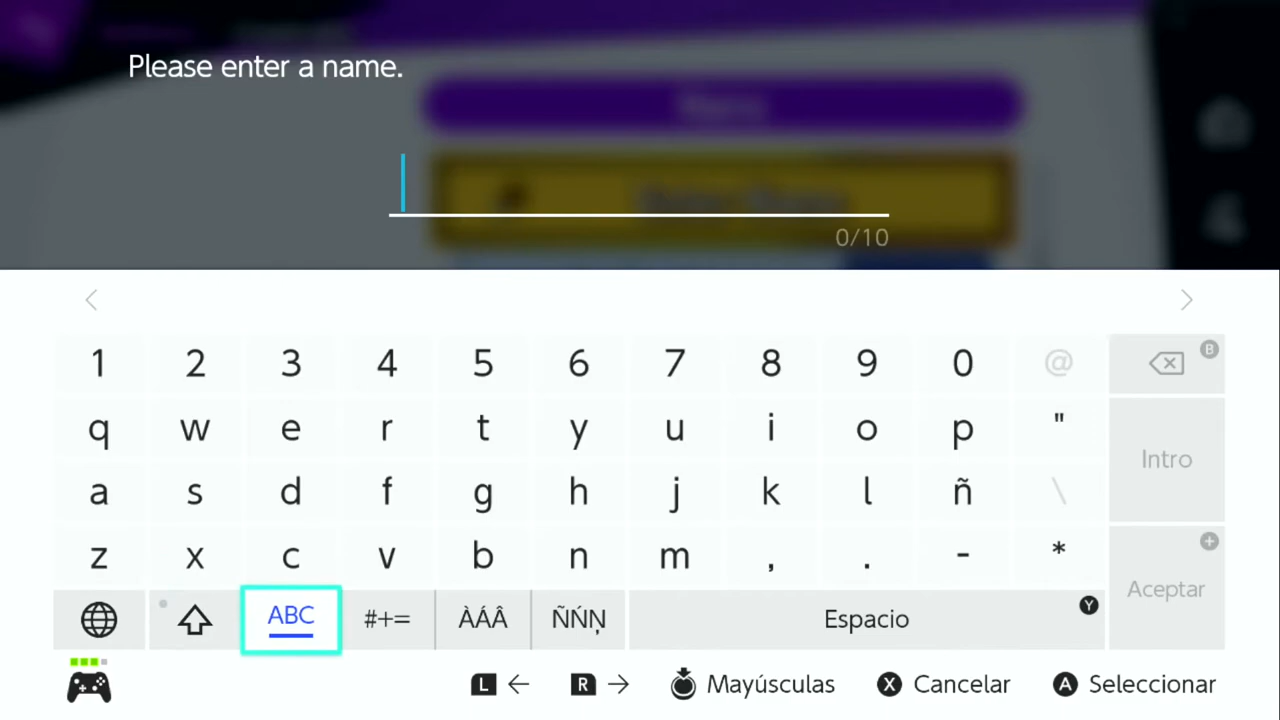 Please enter a name.
0/10
1 2 3 4 5 6 7 8 9 0 @ B
q w e r t y u i o p " Intro
a s d f g h j k l ñ \
z x c v b n m , . - * + Aceptar
ABC #+= ÀÁÂ ÑŃŅ Espacio Y
L ← R → Mayúsculas X Cancelar A Seleccionar